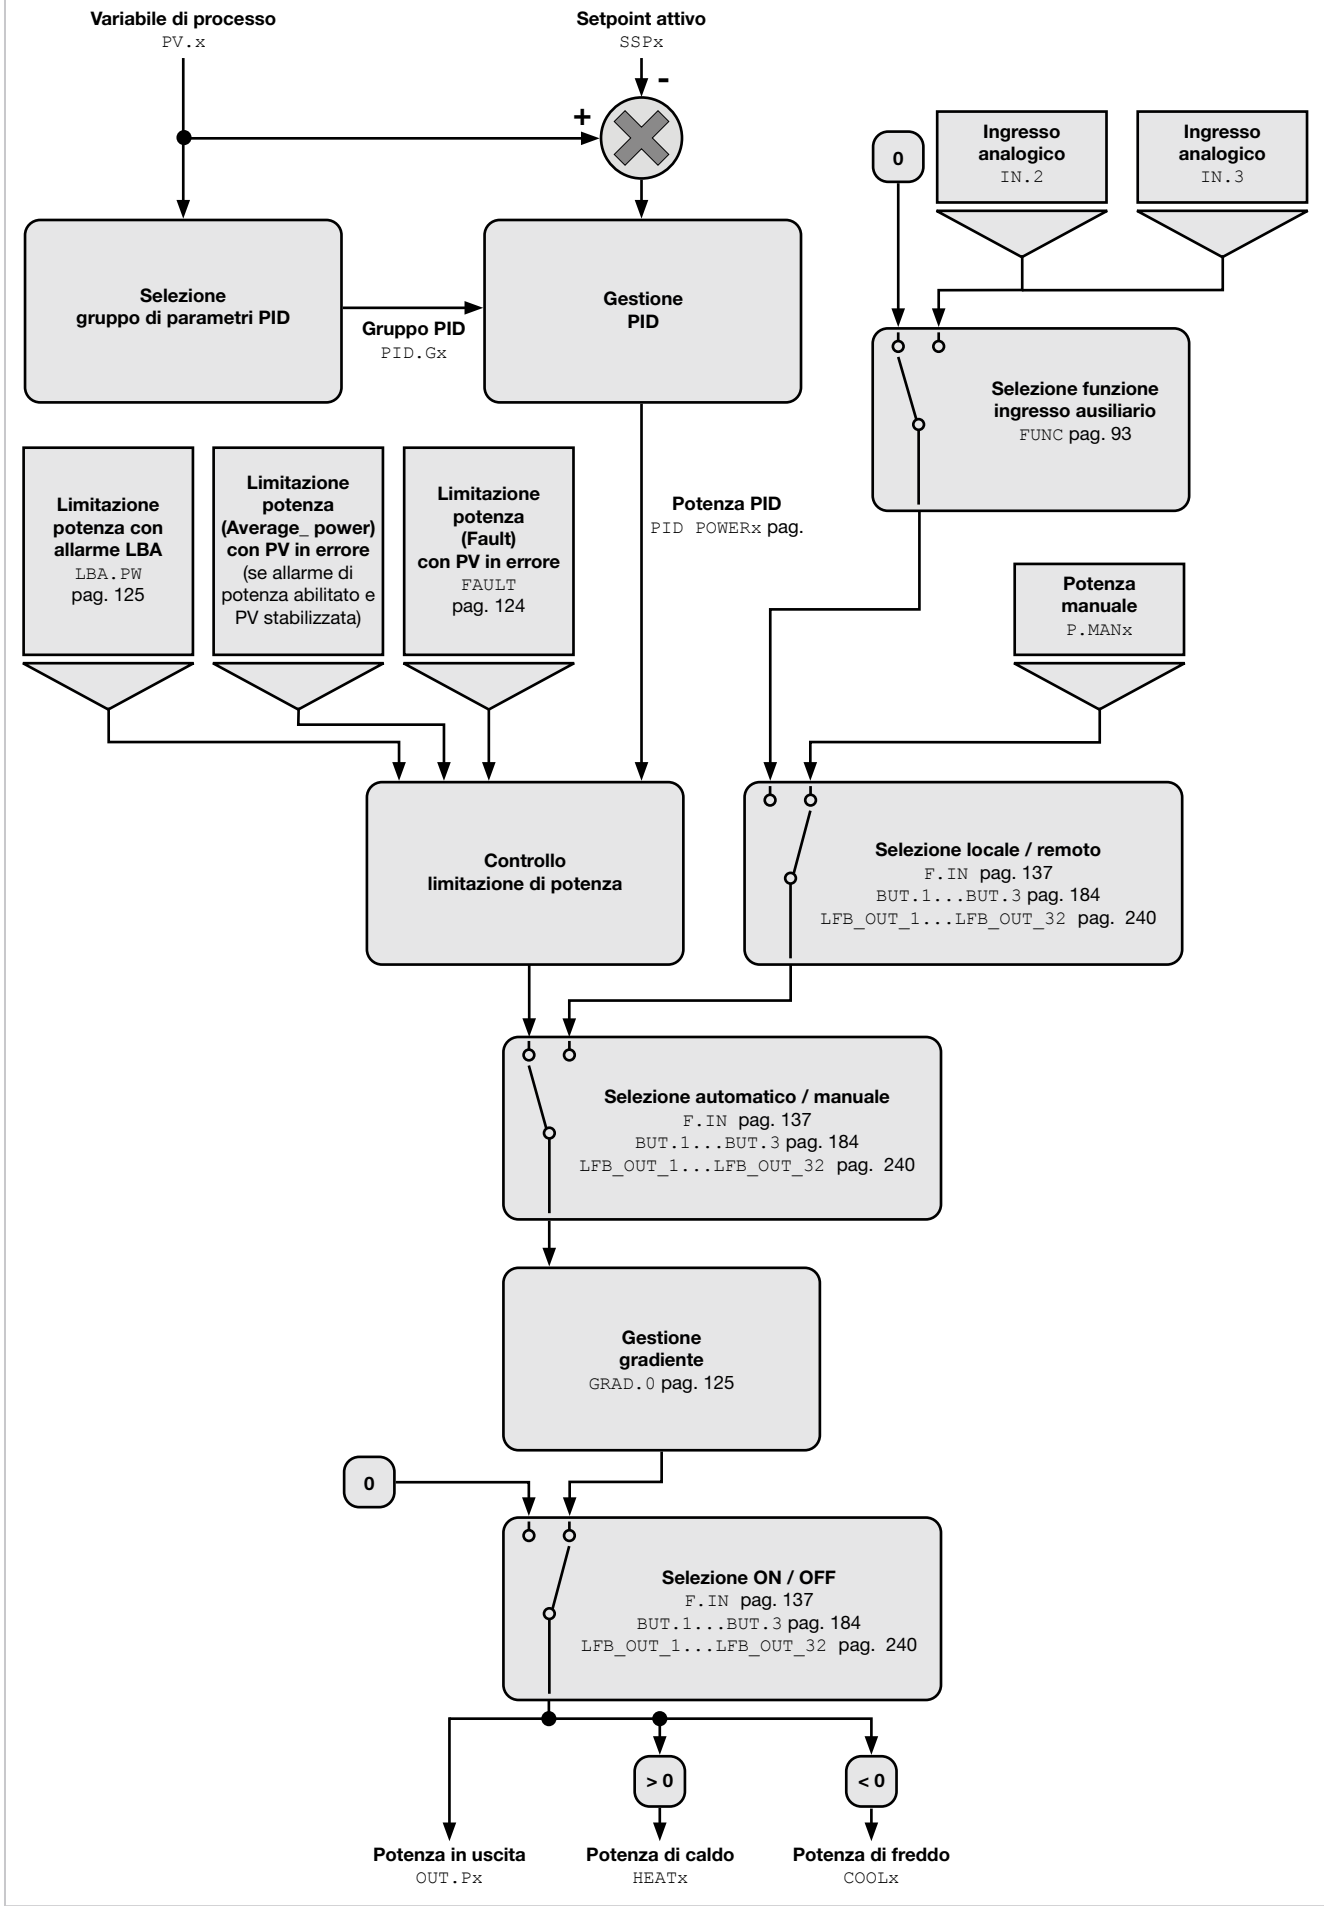 Variabile di processo
PV.x
Setpoint attivo
SSPx
-
+
0
Ingresso
analogico
IN.2
Ingresso
analogico
IN.3
Selezione
gruppo di parametri PID
Gruppo PID
PID.Gx
Gestione
PID
Selezione funzione
ingresso ausiliario
FUNC pag. 93
Limitazione
potenza con
allarme LBA
LBA.PW
pag. 125
Limitazione
potenza
(Average_ power)
con PV in errore
(se allarme di
potenza abilitato e
PV stabilizzata)
Limitazione
potenza
(Fault)
con PV in errore
FAULT
pag. 124
Potenza PID
PID POWERx pag.
Potenza
manuale
P.MANx
Controllo
limitazione di potenza
Selezione locale / remoto
F.IN pag. 137
BUT.1...BUT.3 pag. 184
LFB_OUT_1...LFB_OUT_32 pag. 240
Selezione automatico / manuale
F.IN pag. 137
BUT.1...BUT.3 pag. 184
LFB_OUT_1...LFB_OUT_32 pag. 240
Gestione
gradiente
GRAD.0 pag. 125
0
Selezione ON / OFF
F.IN pag. 137
BUT.1...BUT.3 pag. 184
LFB_OUT_1...LFB_OUT_32 pag. 240
> 0
< 0
Potenza in uscita
OUT.Px
Potenza di caldo
HEATx
Potenza di freddo
COOLx